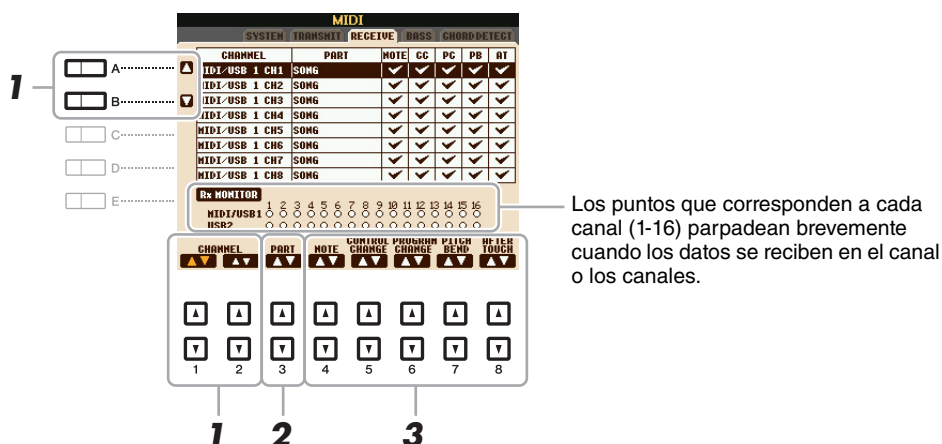 MIDI
SYSTEM TRANSMIT RECEIVE BASS CHORD DETECT
CHANNEL PART NOTE CC PC PB AT
MIDI/USB 1 CH1 SONG
MIDI/USB 1 CH2 SONG
MIDI/USB 1 CH3 SONG
MIDI/USB 1 CH4 SONG
MIDI/USB 1 CH5 SONG
MIDI/USB 1 CH6 SONG
MIDI/USB 1 CH7 SONG
MIDI/USB 1 CH8 SONG
1
A
B
C
D
E
Rx MONITOR
1 2 3 4 5 6 7 8 9 10 11 12 13 14 15 16
MIDI/USB1
USB2
Los puntos que corresponden a cada
canal (1-16) parpadean brevemente
cuando los datos se reciben en el canal
o los canales.
CHANNEL PART NOTE CONTROL CHANGE PROGRAM CHANGE PITCH BEND AFTER TOUCH
1 2 3 4 5 6 7 8
1 2 3